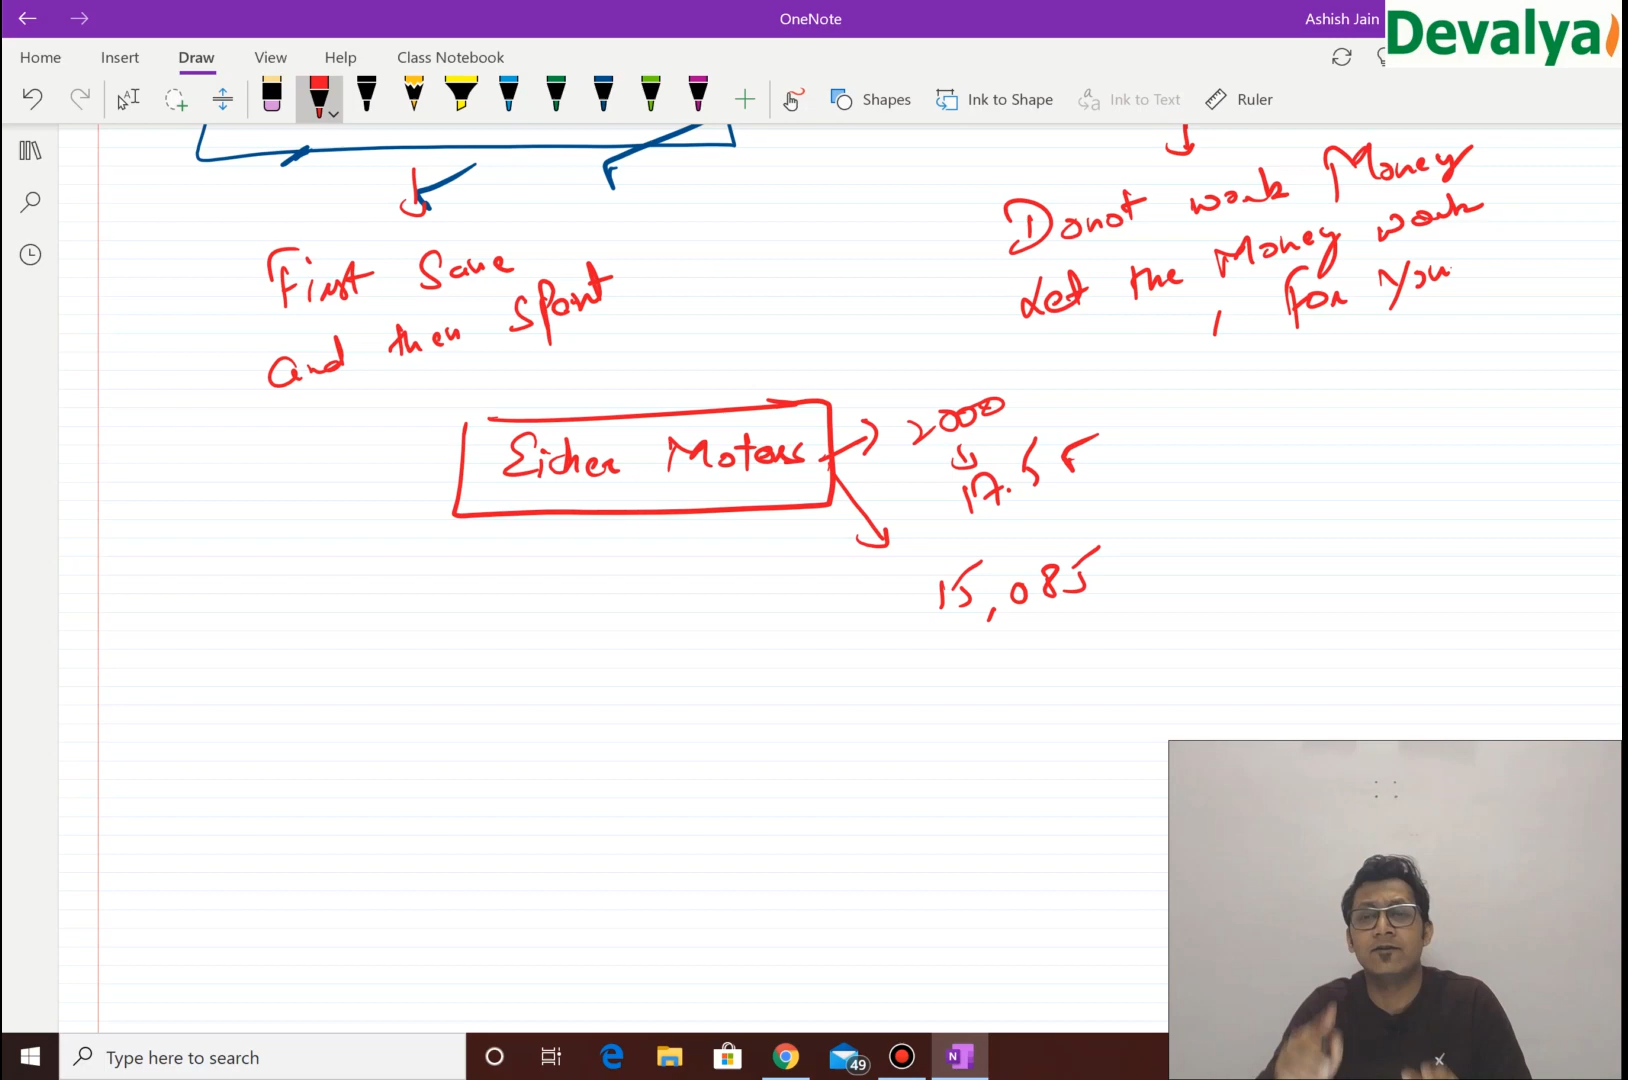 OneNote
Ashish Jain
Devalya
Home Insert Draw View Help Class Notebook
Shapes Ink to Shape Ink to Text Ruler
Donot work Money
Let the Money work
for you
First Save
and then spent
Eicher Motors
2000
17.55
15,085
Type here to search
49